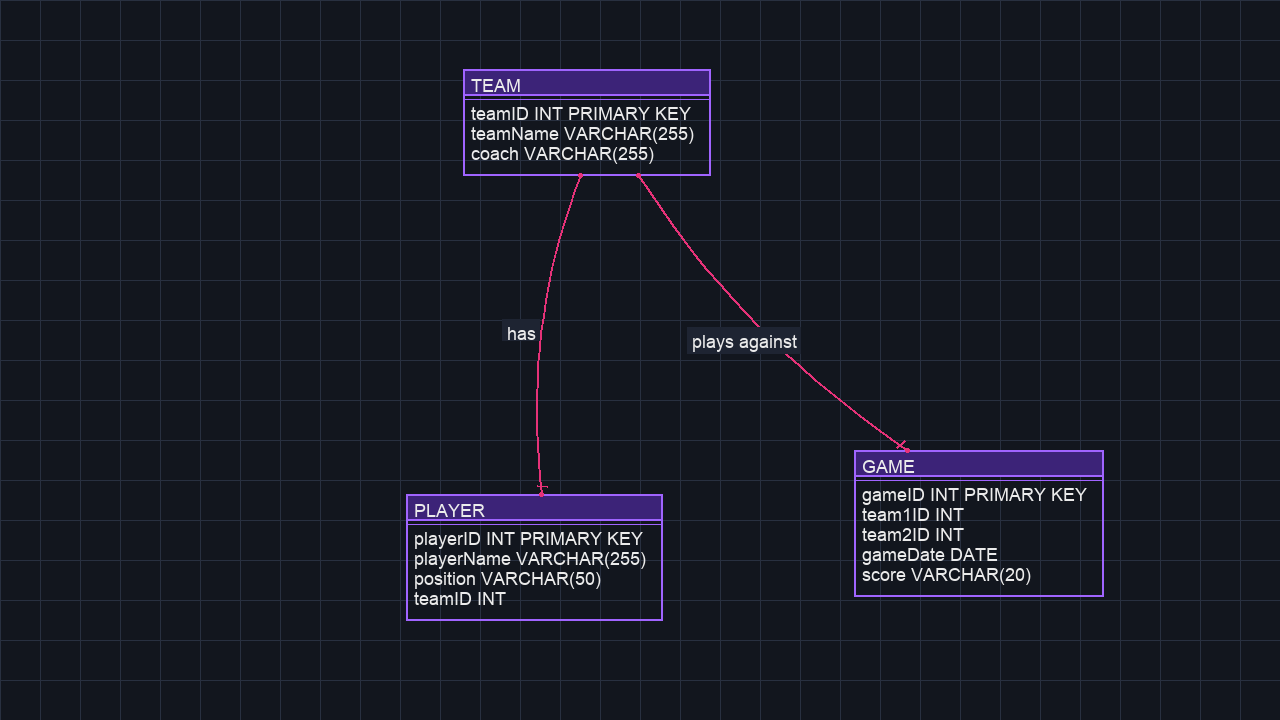 TEAM
teamID INT PRIMARY KEY
teamName VARCHAR(255)
coach VARCHAR(255)
has
plays against
PLAYER
playerID INT PRIMARY KEY
playerName VARCHAR(255)
position VARCHAR(50)
teamID INT
GAME
gameID INT PRIMARY KEY
team1ID INT
team2ID INT
gameDate DATE
score VARCHAR(20)